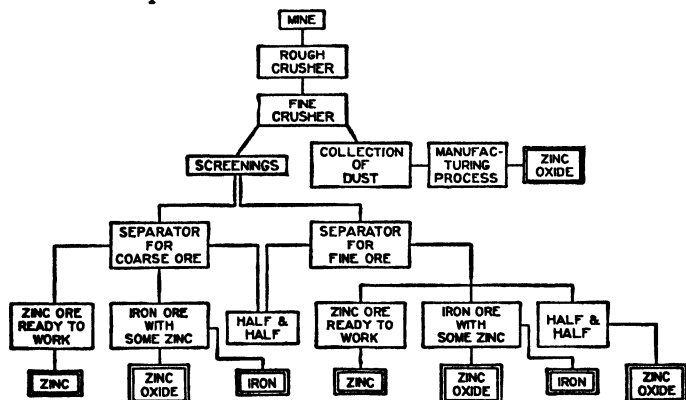 MINE
ROUGH
CRUSHER
FINE
CRUSHER
SCREENINGS
COLLECTION
OF
DUST
MANUFAC-
TURING
PROCESS
ZINC
OXIDE
SEPARATOR
FOR
COARSE ORE
SEPARATOR
FOR
FINE ORE
ZINC ORE
READY TO
WORK
IRON ORE
WITH
SOME ZINC
HALF &
HALF
ZINC ORE
READY TO
WORK
IRON ORE
WITH
SOME ZINC
HALF &
HALF
ZINC
ZINC
OXIDE
IRON
ZINC
ZINC
OXIDE
IRON
ZINC
OXIDE